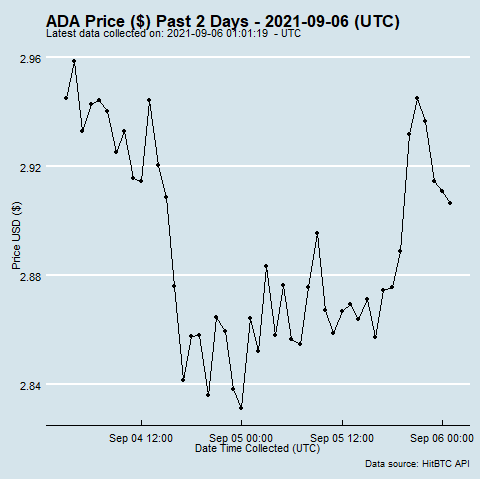 ADA Price ($) Past 2 Days - 2021-09-06 (UTC)
Latest data collected on: 2021-09-06 01:01:19 - UTC
2.96
2.92
2.88
2.84
Price USD ($)
Sep 04 12:00 Sep 05 00:00 Sep 05 12:00 Sep 06 00:00
Date Time Collected (UTC)
Data source: HitBTC API